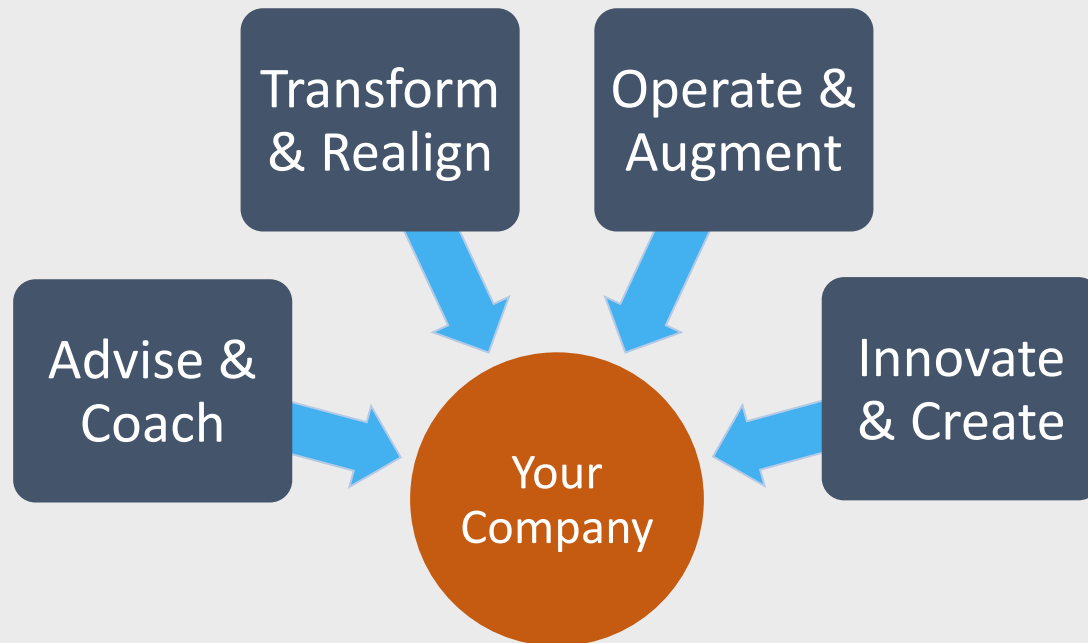 Transform
& Realign
Operate &
Augment
Advise &
Coach
Innovate
& Create
Your
Company